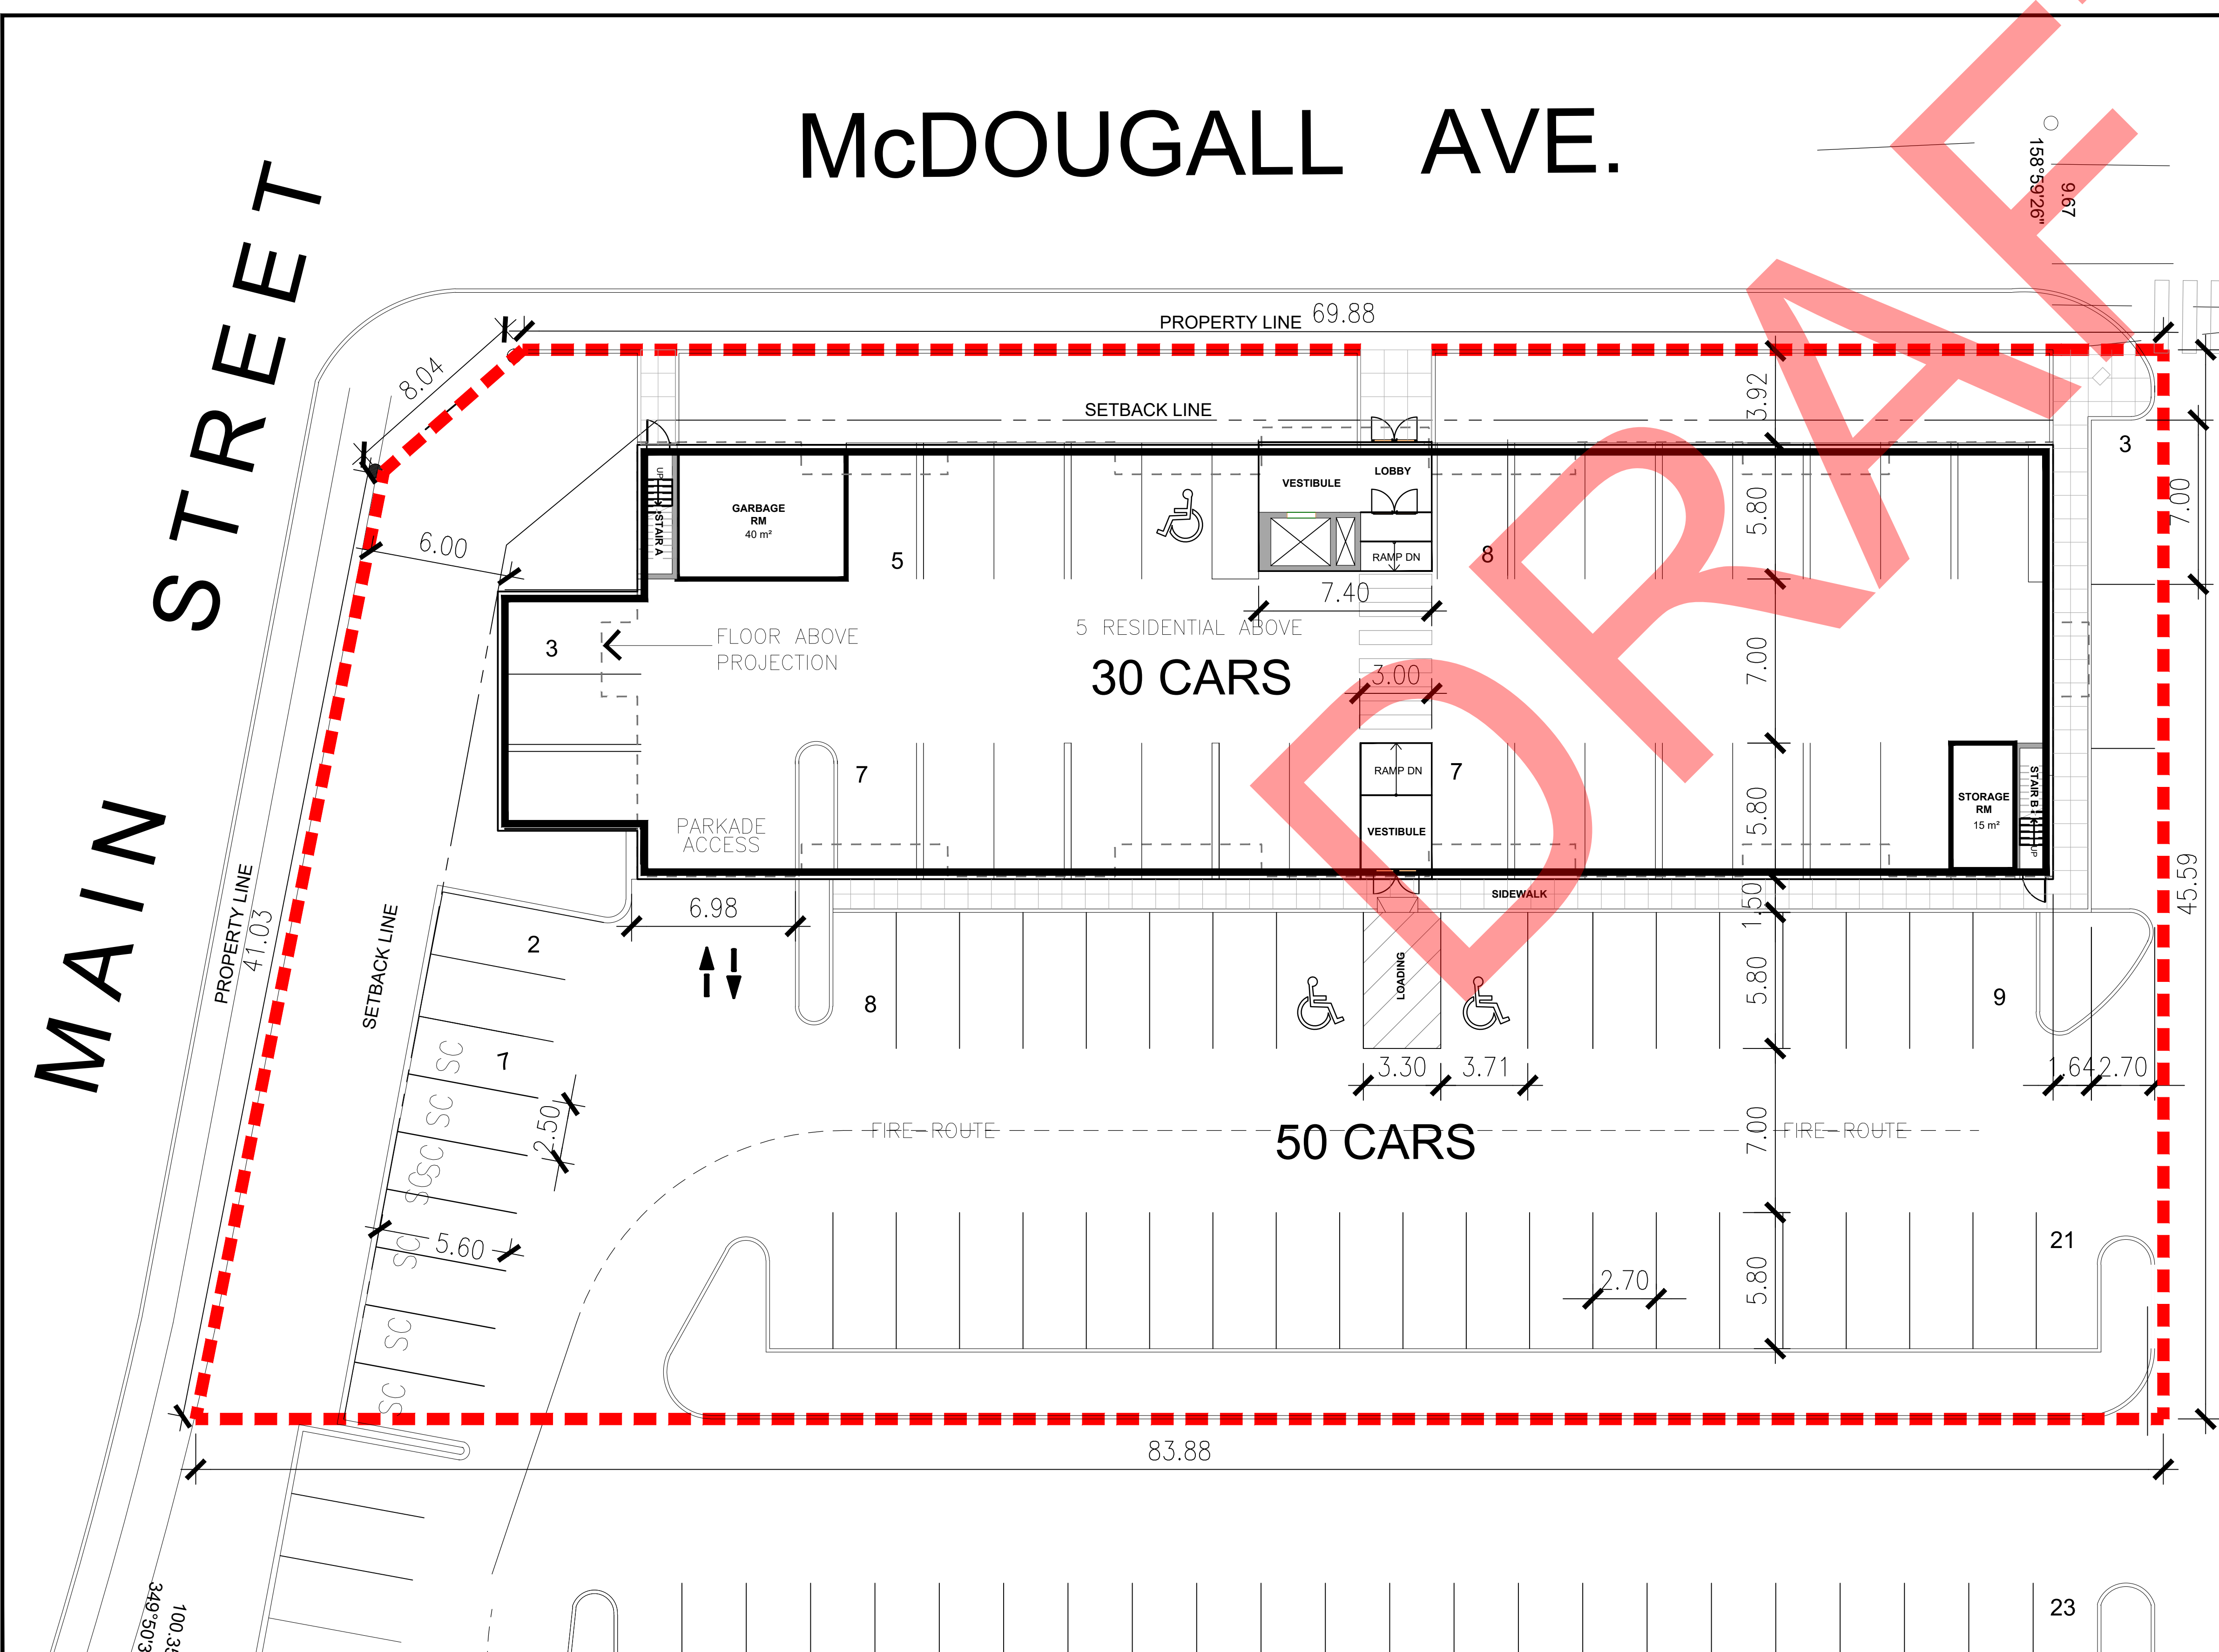 McDOUGALL AVE.
MAIN STREET
158°59'26"
9.67
PROPERTY LINE 69.88
8.04
SETBACK LINE
3.92
3
7.00
UP
STAIR A
GARBAGE
RM
40 m²
VESTIBULE
LOBBY
RAMP DN
5
8
5.80
6.00
7.40
3
FLOOR ABOVE
PROJECTION
5 RESIDENTIAL ABOVE
30 CARS
3.00
7.00
7
RAMP DN
7
PARKADE
ACCESS
VESTIBULE
5.80
STORAGE
RM
15 m²
STAIR B
UP
45.59
PROPERTY LINE
41.03
SETBACK LINE
6.98
SIDEWALK
1.50
2
8
LOADING
5.80
9
7
SC
SC
SC
SC
2.50
3.30
3.71
1.64
2.70
FIRE-ROUTE
50 CARS
7.00
FIRE-ROUTE
5.60
SC
SC
SC
2.70
5.80
21
83.88
23
DRAF